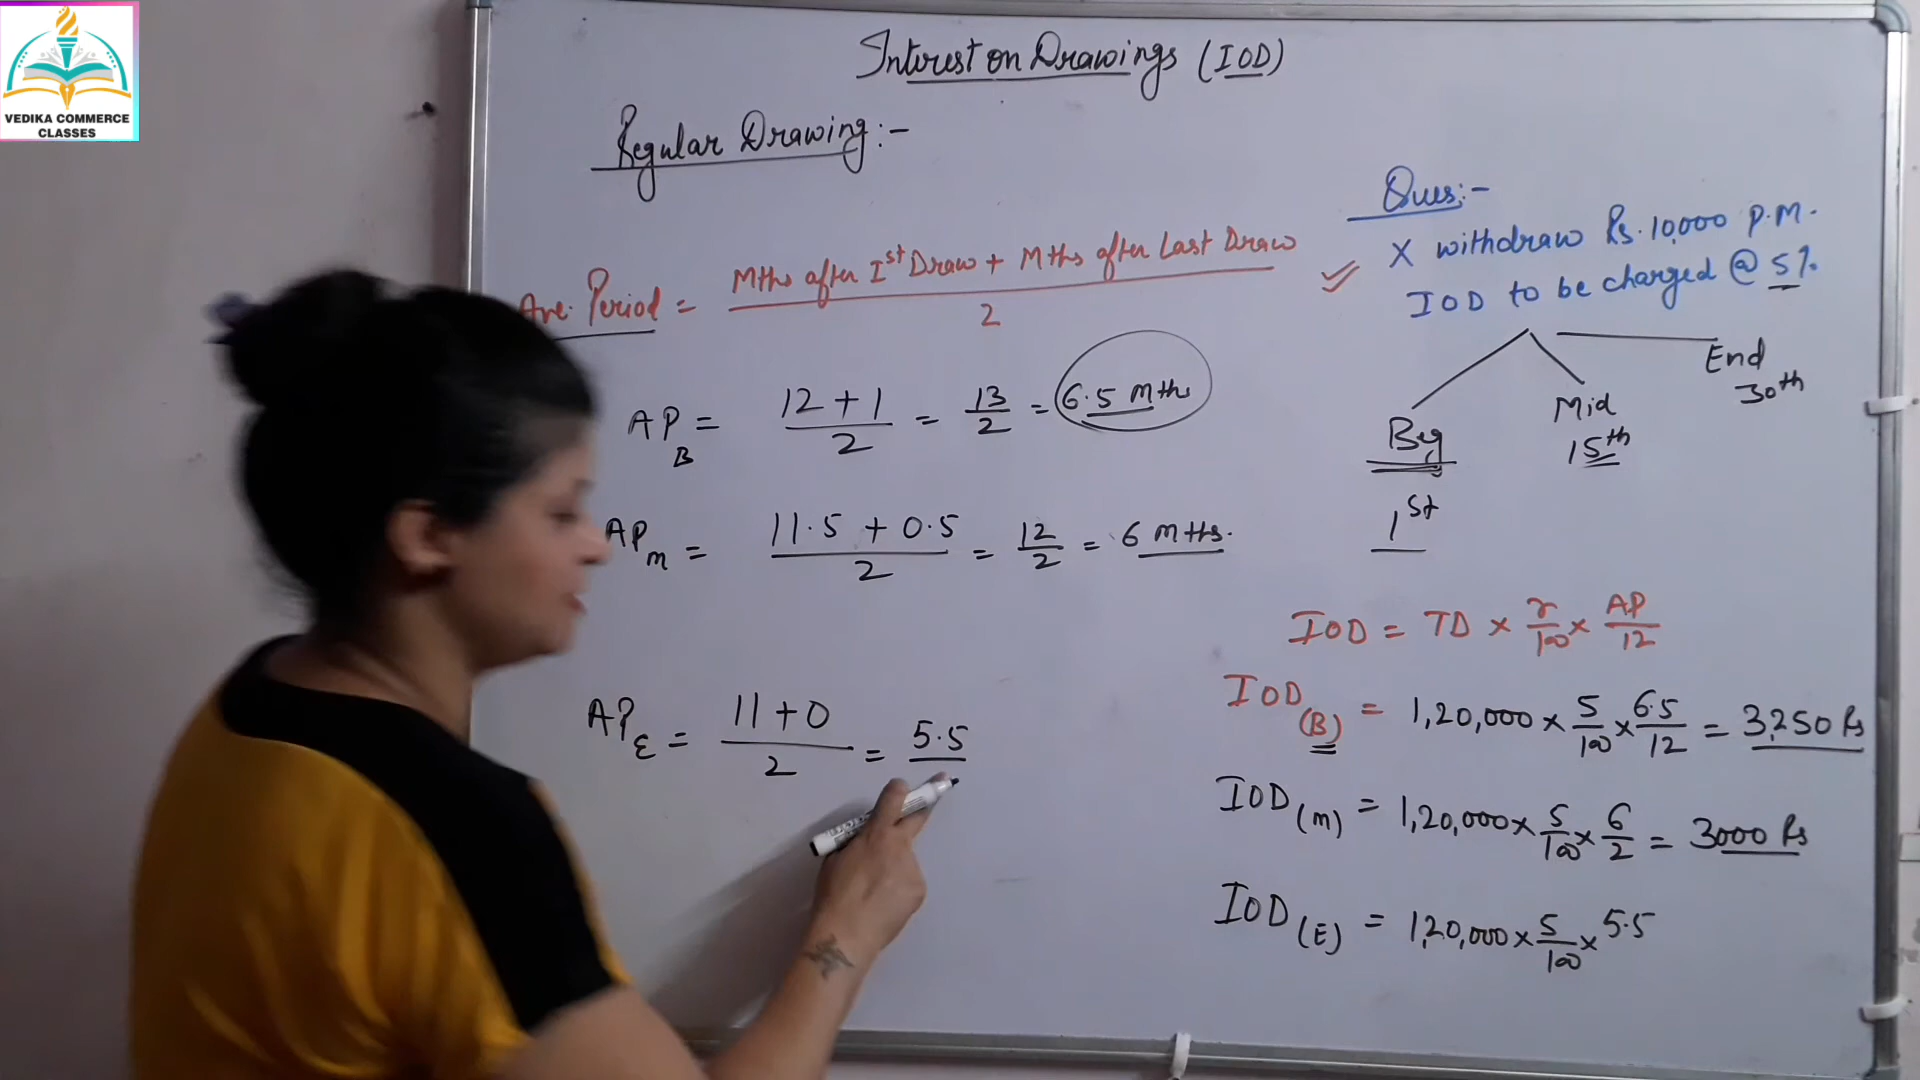 VEDIKA COMMERCE
CLASSES
Interest on Drawings (IOD)
Regular Drawing:-
Ave. Period = Mths after Ist Draw + Mths after Last Draw / 2
AP B = 12 + 1 / 2 = 13 / 2 = 6.5 Mths
AP m = 11.5 + 0.5 / 2 = 12 / 2 = 6 Mths.
AP E = 11 + 0 / 2 = 5.5
Ques:-
X withdraw Rs. 10,000 P.M.
IOD to be charged @ 5%
Beg
1st
Mid
15th
End
30th
IOD = TD × r/100 × AP/12
IOD (B) = 1,20,000 × 5/100 × 6.5/12 = 3,250 Rs
IOD (m) = 1,20,000 × 5/100 × 6/2 = 3000 Rs
IOD (E) = 1,20,000 × 5/100 × 5.5